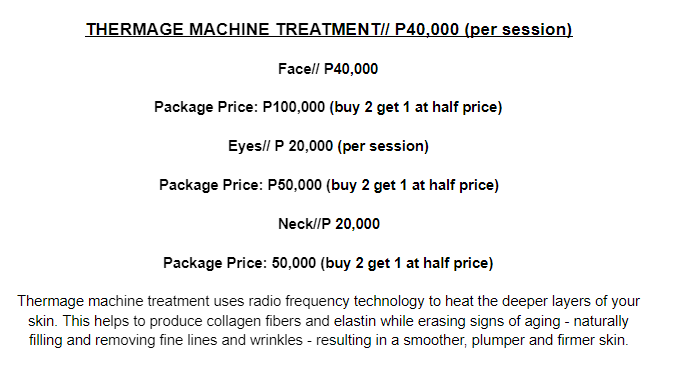 THERMAGE MACHINE TREATMENT// P40,000 (per session)
Face// P40,000
Package Price: P100,000 (buy 2 get 1 at half price)
Eyes// P 20,000 (per session)
Package Price: P50,000 (buy 2 get 1 at half price)
Neck//P 20,000
Package Price: 50,000 (buy 2 get 1 at half price)
Thermage machine treatment uses radio frequency technology to heat the deeper layers of your
skin. This helps to produce collagen fibers and elastin while erasing signs of aging - naturally
filling and removing fine lines and wrinkles - resulting in a smoother, plumper and firmer skin.